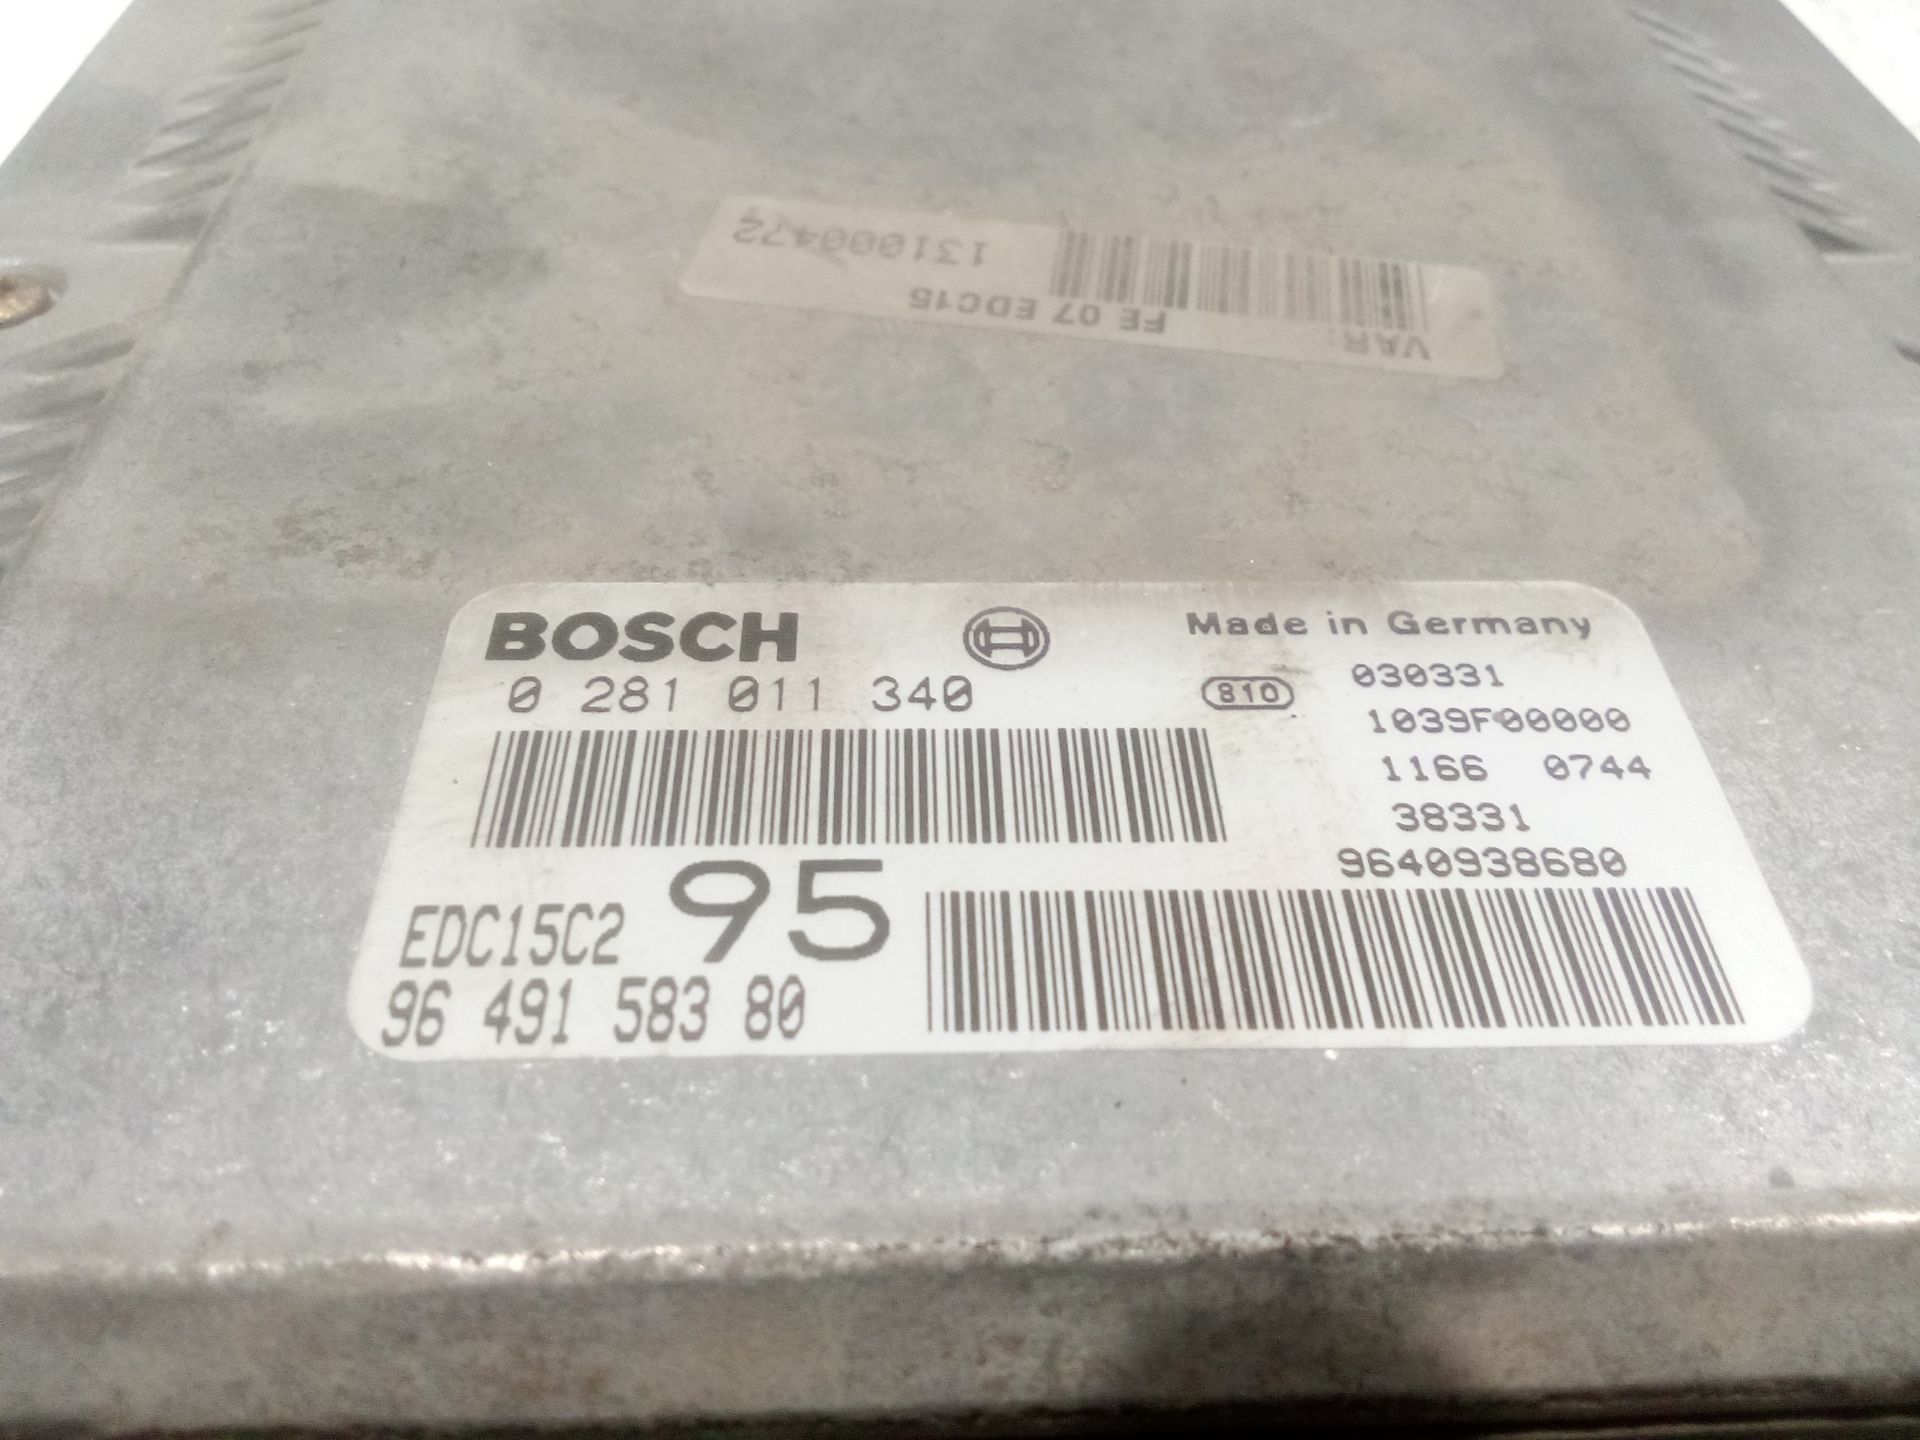 131000472
FE 07 EDC15
VAR:
BOSCH
Made in Germany
0 281 011 340
810
030331
1039F00000
1166 0744
38331
9640938680
EDC15C2 95
96 491 583 80